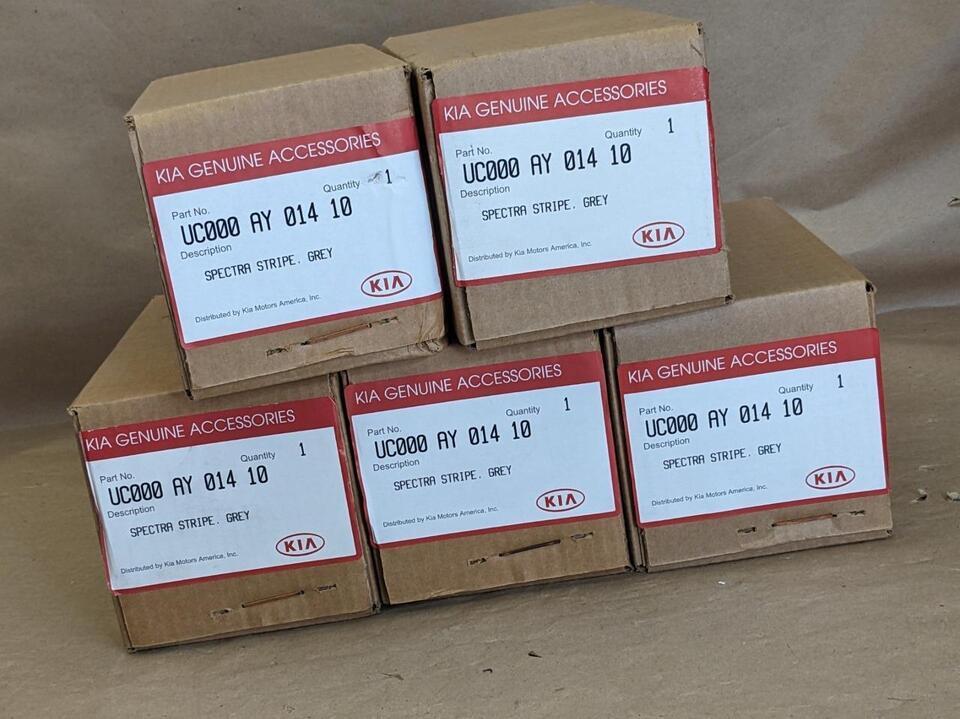 KIA GENUINE ACCESSORIES
Quantity 1
Part No.
UC000 AY 014 10
Description
SPECTRA STRIPE. GREY
Distributed by Kia Motors America, Inc.
KIA
KIA GENUINE ACCESSORIES
Quantity 1
Part No.
UC000 AY 014 10
Description
SPECTRA STRIPE. GREY
Distributed by Kia Motors America, Inc.
KIA
KIA GENUINE ACCESSORIES
Quantity 1
Part No.
UC000 AY 014 10
Description
SPECTRA STRIPE. GREY
Distributed by Kia Motors America, Inc.
KIA
KIA GENUINE ACCESSORIES
Quantity 1
Part No.
UC000 AY 014 10
Description
SPECTRA STRIPE. GREY
Distributed by Kia Motors America, Inc.
KIA
KIA GENUINE ACCESSORIES
Quantity 1
Part No.
UC000 AY 014 10
Description
SPECTRA STRIPE. GREY
Distributed by Kia Motors America, Inc.
KIA